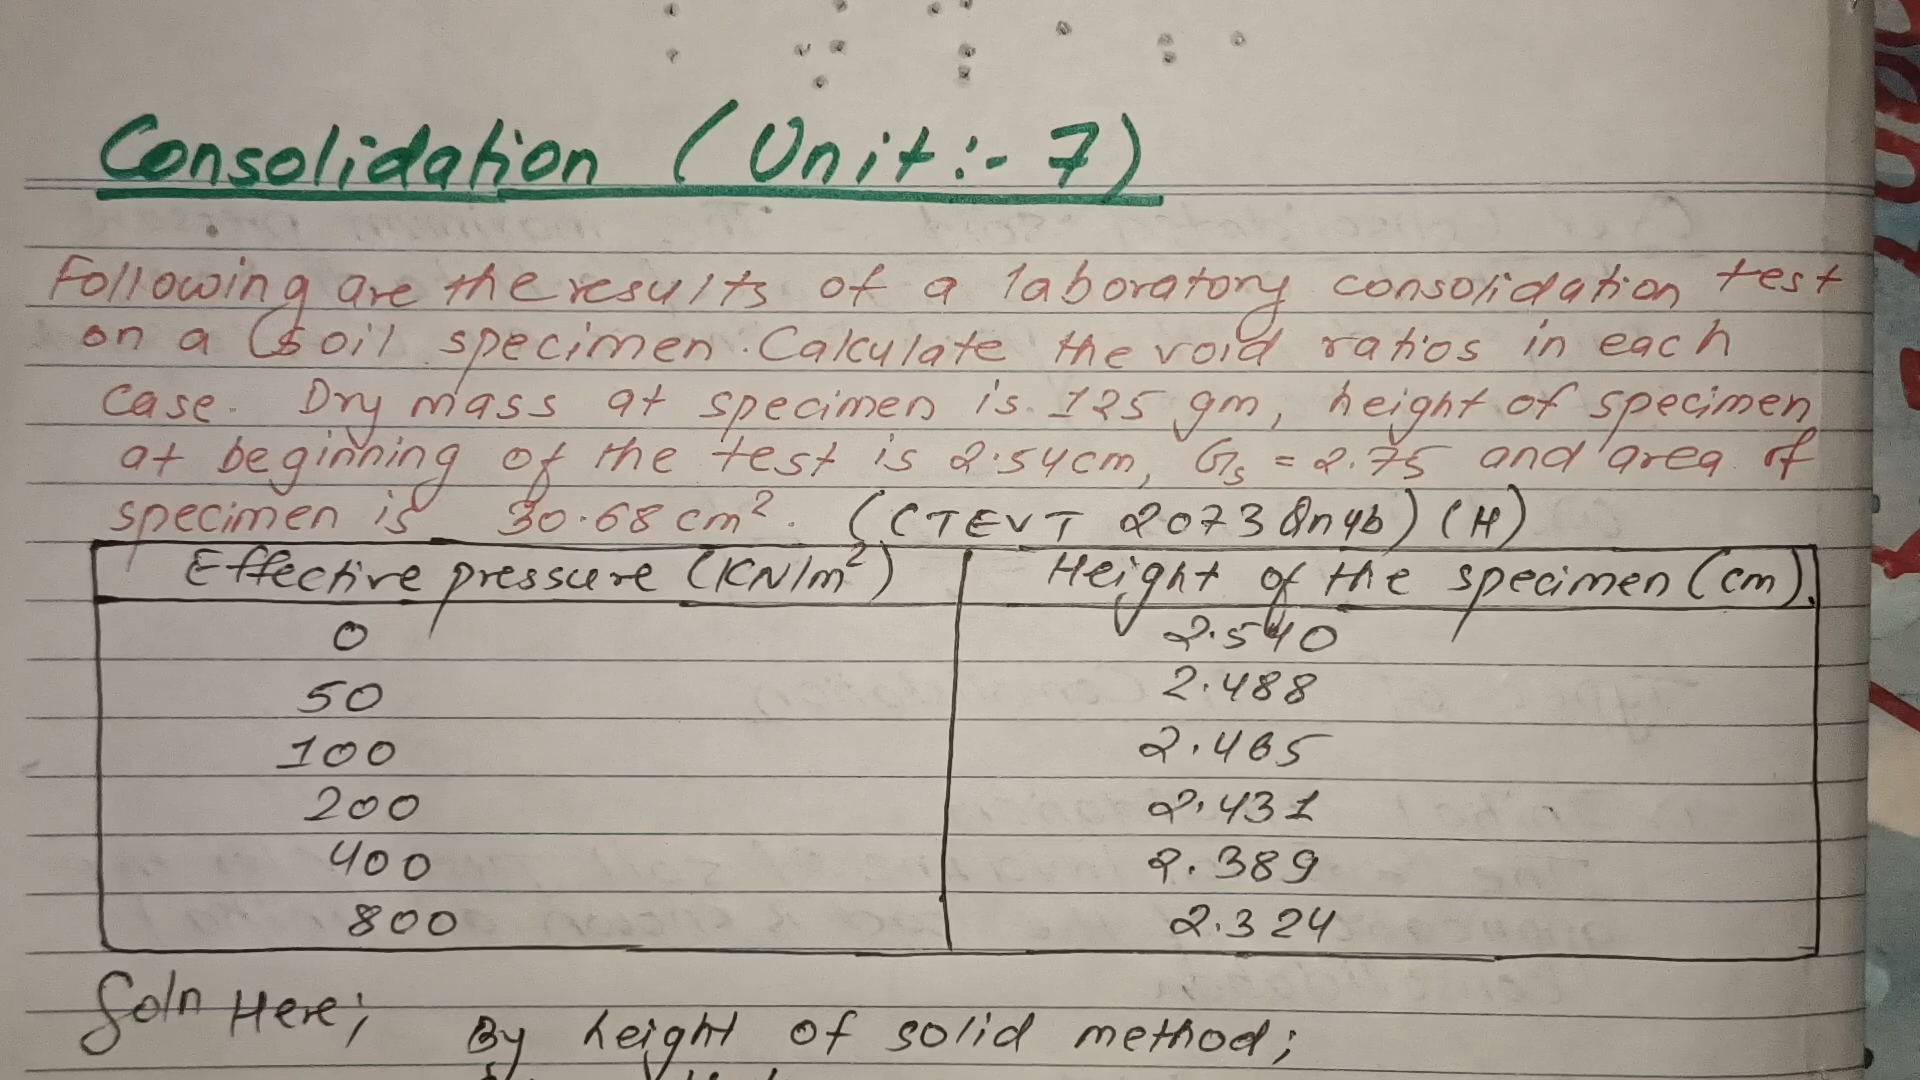 Consolidation (Unit:- 7)
Following are the results of a laboratory consolidation test
on a soil specimen. Calculate the void ratios in each
case. Dry mass at specimen is 125 gm, height of specimen
at beginning of the test is 2.54cm, Gs = 2.75 and area of
specimen is 30.68 cm². (CTEVT 2073 Qn4b) (H)
Effective pressure (KN/m²) Height of the specimen (cm).
0 2.540
50 2.488
100 2.465
200 2.431
400 2.389
800 2.324
Soln Here;
By height of solid method;